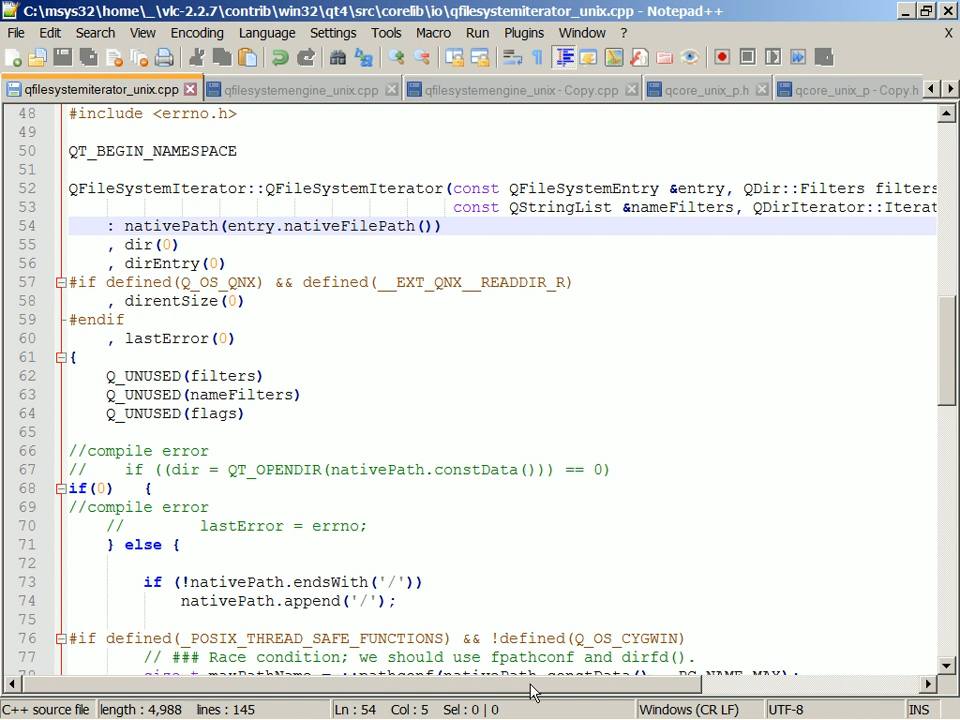 C:\msys32\home\_\vlc-2.2.7\contrib\win32\qt4\src\corelib\io\qfilesystemiterator_unix.cpp - Notepad++
File Edit Search View Encoding Language Settings Tools Macro Run Plugins Window ? X
qfilesystemiterator_unix.cpp qfilesystemengine_unix.cpp qfilesystemengine_unix - Copy.cpp qcore_unix_p.h qcore_unix_p - Copy.h
48 #include <errno.h>
49
50 QT_BEGIN_NAMESPACE
51
52 QFileSystemIterator::QFileSystemIterator(const QFileSystemEntry &entry, QDir::Filters filters
53 const QStringList &nameFilters, QDirIterator::Iterat
54 : nativePath(entry.nativeFilePath())
55 , dir(0)
56 , dirEntry(0)
57 #if defined(Q_OS_QNX) && defined(__EXT_QNX__READDIR_R)
58 , direntSize(0)
59 #endif
60 , lastError(0)
61 {
62 Q_UNUSED(filters)
63 Q_UNUSED(nameFilters)
64 Q_UNUSED(flags)
65
66 //compile error
67 // if ((dir = QT_OPENDIR(nativePath.constData())) == 0)
68 if(0) {
69 //compile error
70 // lastError = errno;
71 } else {
72
73 if (!nativePath.endsWith('/'))
74 nativePath.append('/');
75
76 #if defined(_POSIX_THREAD_SAFE_FUNCTIONS) && !defined(Q_OS_CYGWIN)
77 // ### Race condition; we should use fpathconf and dirfd().
78 size_t maxPathName = ::pathconf(nativePath.constData(), _PC_NAME_MAX);
C++ source file length : 4,988 lines : 145 Ln : 54 Col : 5 Sel : 0 | 0 Windows (CR LF) UTF-8 INS